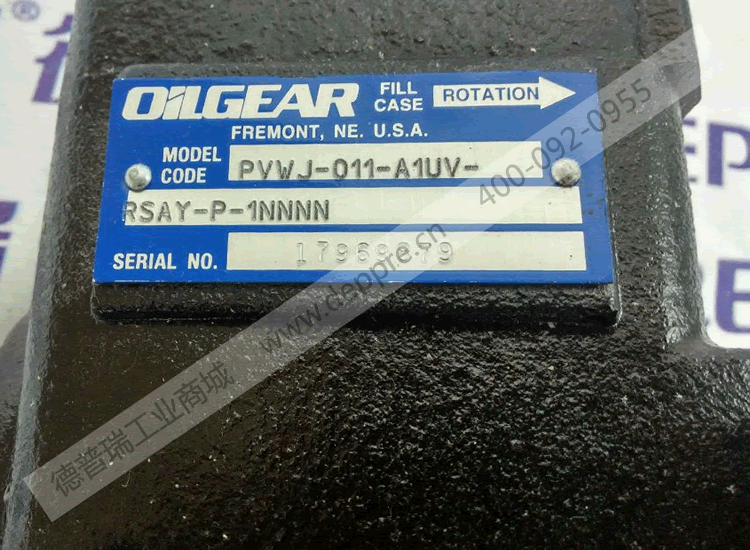 OILGEAR
FILL CASE
ROTATION
FREMONT, NE. U.S.A.
MODEL CODE PVWJ-011-A1UV-
RSAY-P-1NNNN
SERIAL NO.
德普瑞工业商城 www.deppre.cn 400-092-0955